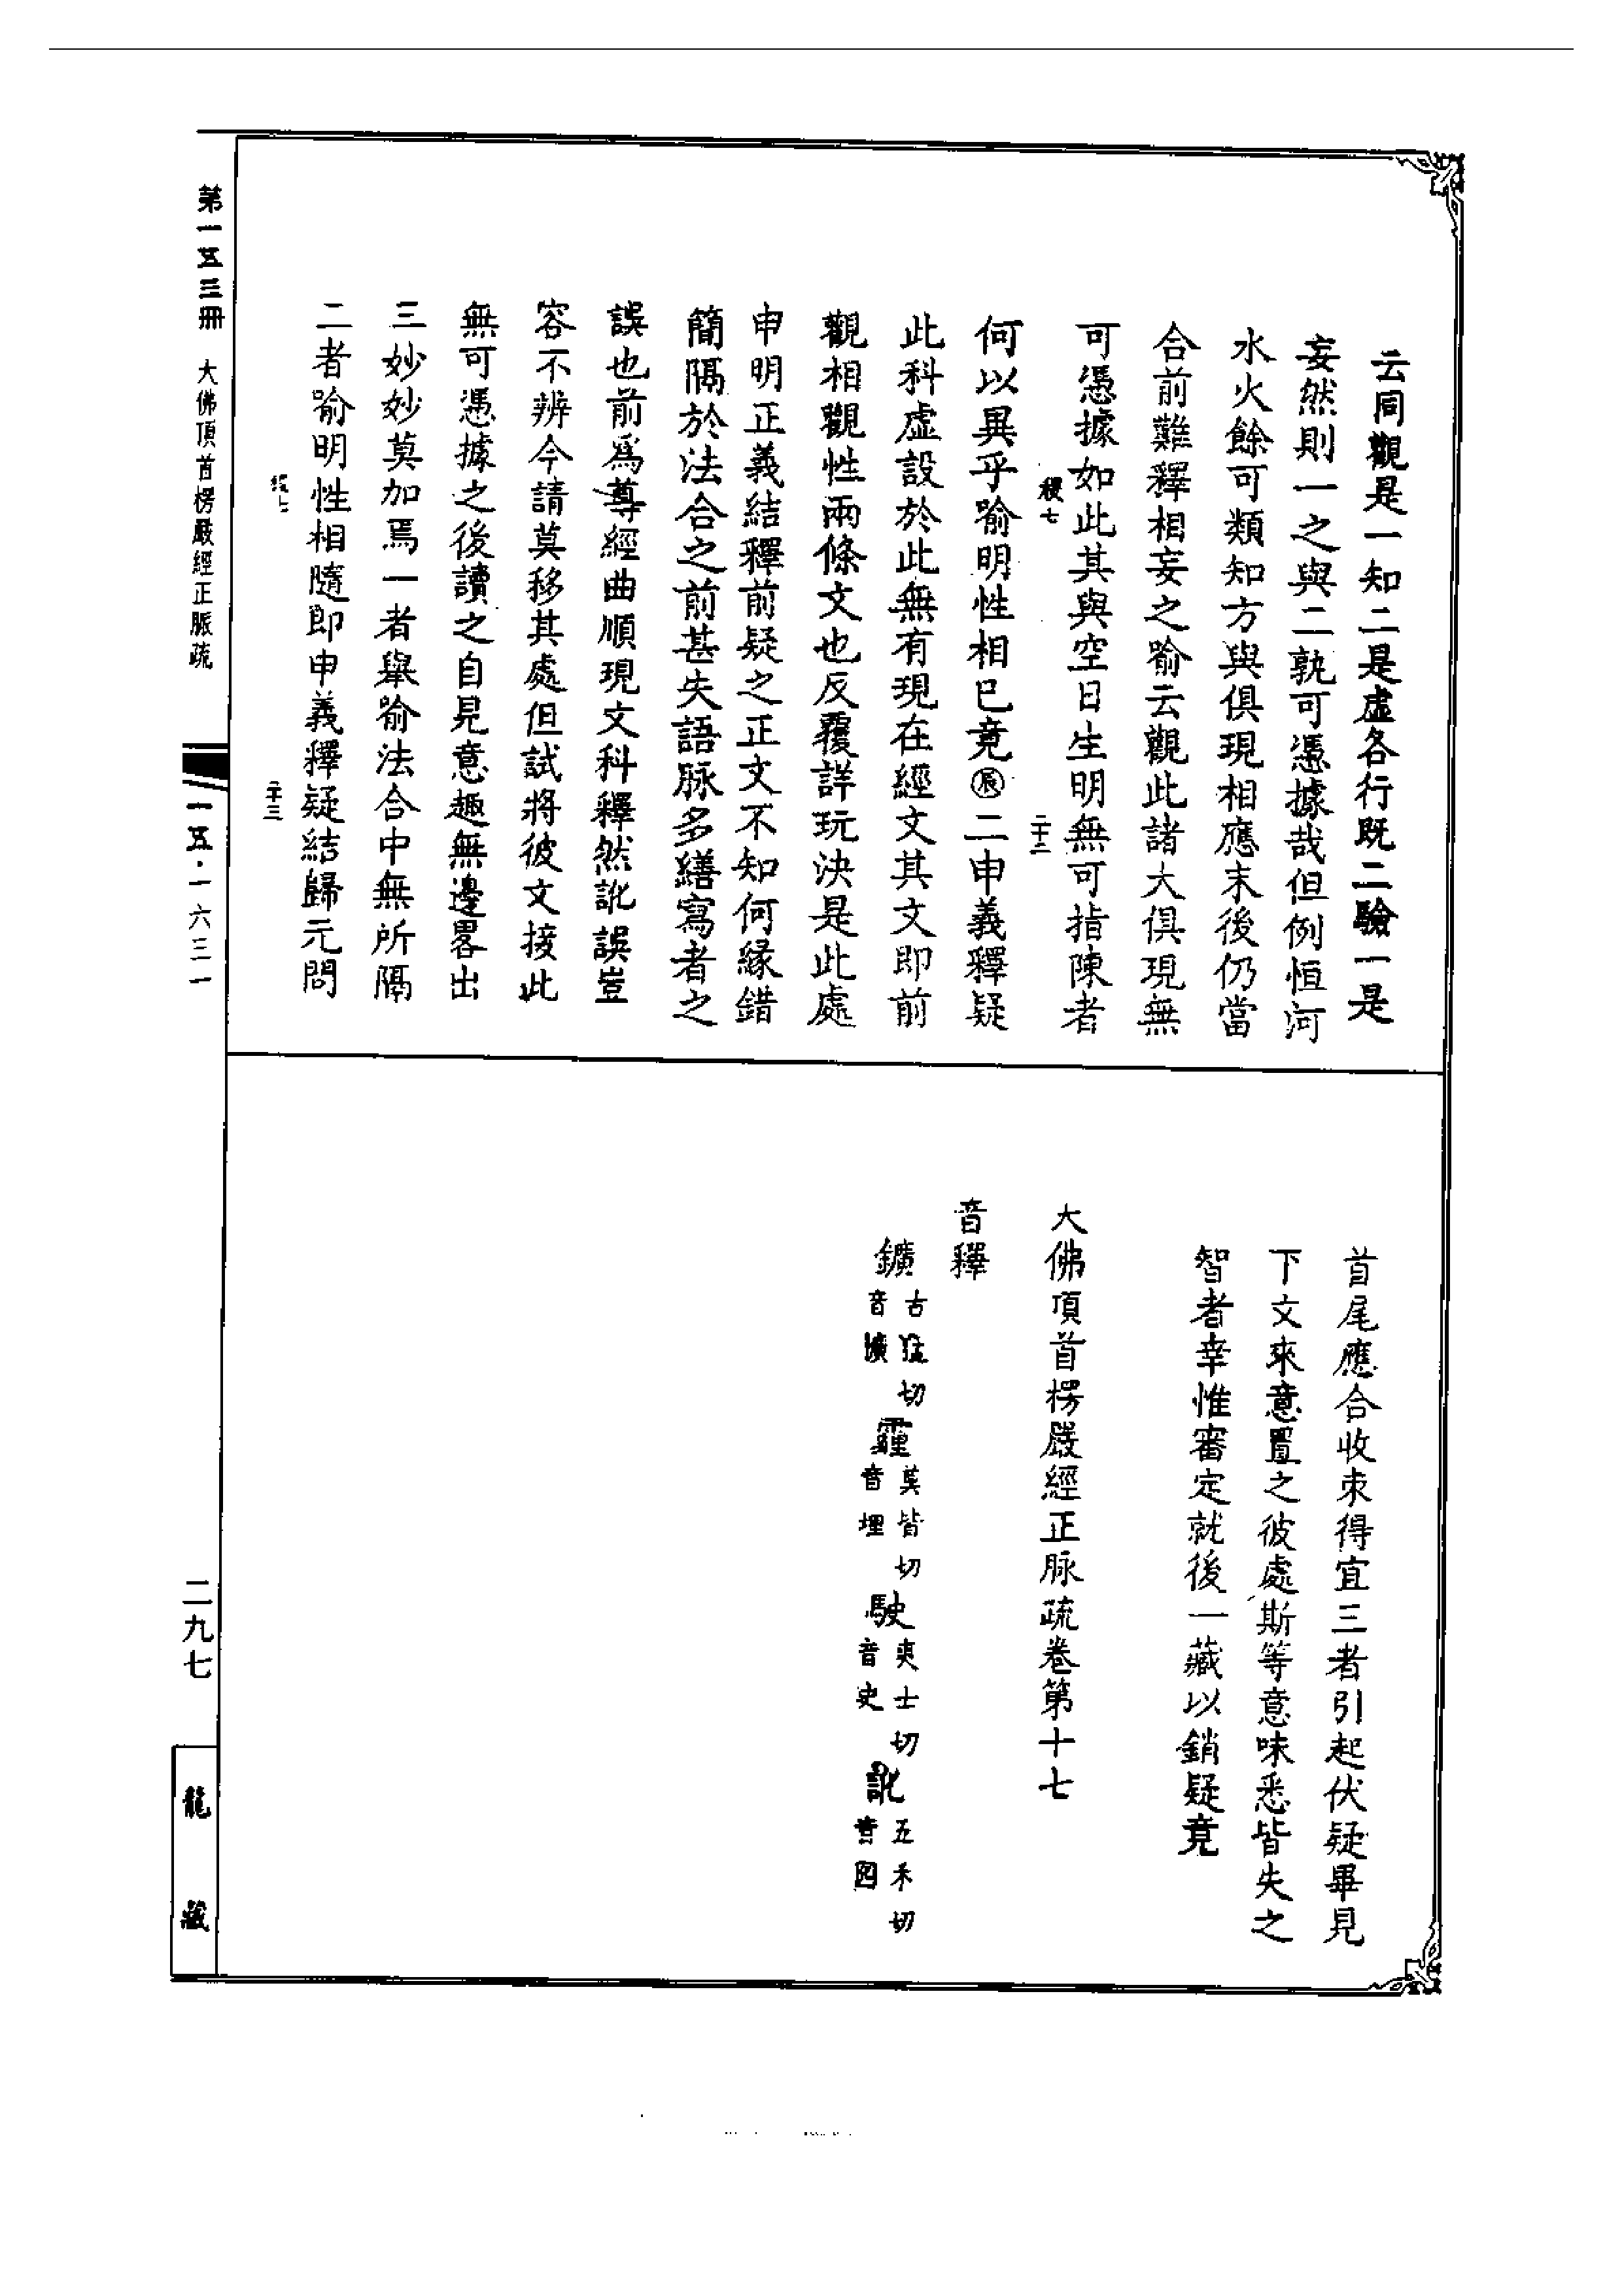 云同觀是一知二是虛各行既二驗一是
妄然則一之與二孰可憑據哉但例恒河
水火餘可類知方與俱現相應末後仍當
合前難釋相妄之喻云觀此諸大俱現無
可憑據如此其與空日生明無可指陳者
稷七
二十二
何以異乎喻明性相已竟㊁二申義釋疑
此科虛設於此無有現在經文其文即前
觀相觀性兩條文也反覆詳玩決是此處
申明正義結釋前疑之正文不知何緣錯
簡隔於法合之前甚失語脉多繕寫者之
誤也前爲尊經曲順現文科釋然訛誤豈
容不辨今請莫移其處但試將彼文接此
無可憑據之後讀之自見意趣無邊畧出
三妙妙莫加焉一者舉喻法合中無所隔
二者喻明性相隨即申義釋疑結歸元問
稷七
二十三
首尾應合收束得宜三者引起伏疑畢見
下文來意置之彼處斯等意味悉皆失之
智者幸惟審定就後一藏以銷疑竟
大佛頂首楞嚴經正脉疏卷第十七
音釋
鑛 古猛切 音懭 霾 莫皆切 音埋 駛 爽士切 音史 訛 五禾切 音囮
第一五三冊 大佛頂首楞嚴經正脈疏
一五·一六三一
二九七
龍藏